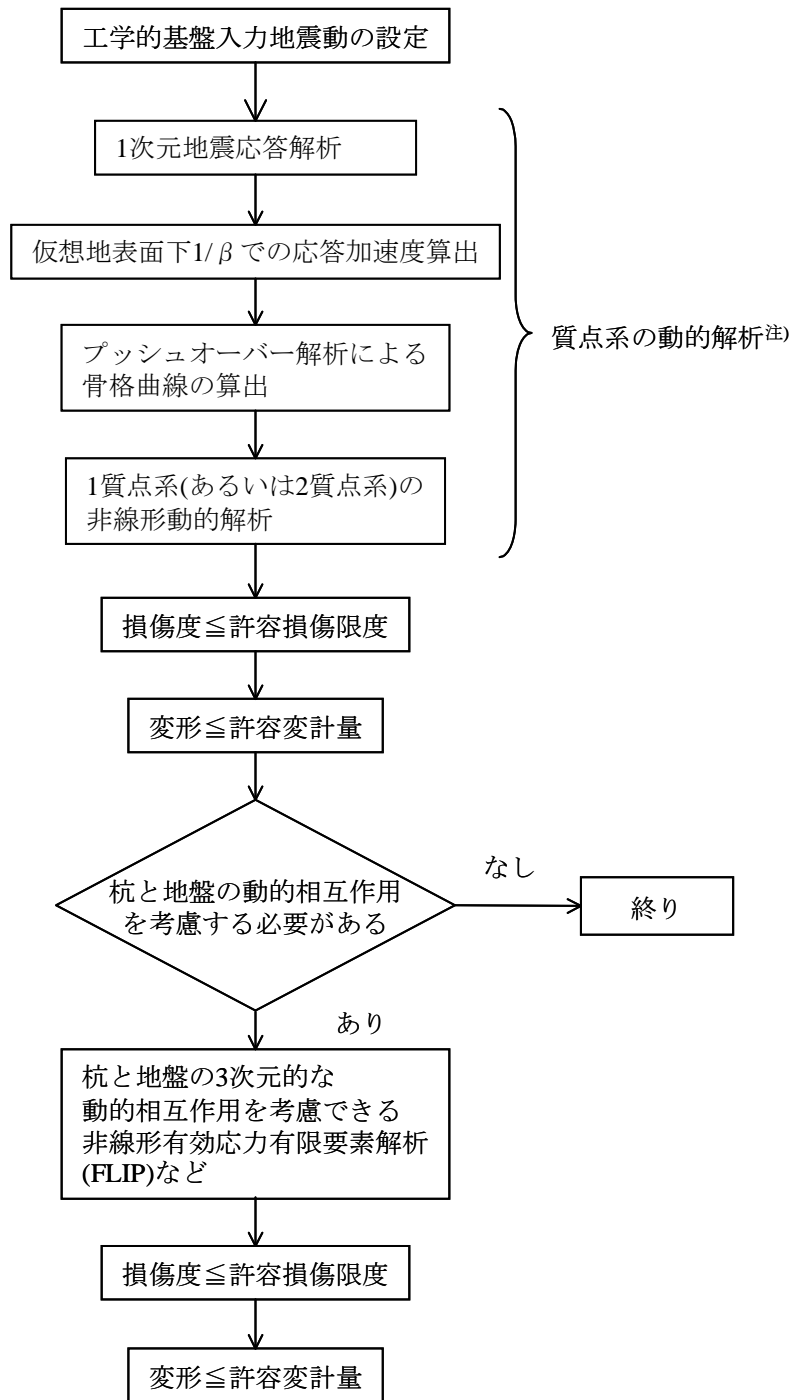 工学的基盤入力地震動の設定
1次元地震応答解析
仮想地表面下1/βでの応答加速度算出
プッシュオーバー解析による
骨格曲線の算出
質点系の動的解析注)
1質点系(あるいは2質点系)の
非線形動的解析
損傷度≦許容損傷限度
変形≦許容変計量
杭と地盤の動的相互作用
を考慮する必要がある
なし
終り
あり
杭と地盤の3次元的な
動的相互作用を考慮できる
非線形有効応力有限要素解析
(FLIP)など
損傷度≦許容損傷限度
変形≦許容変計量